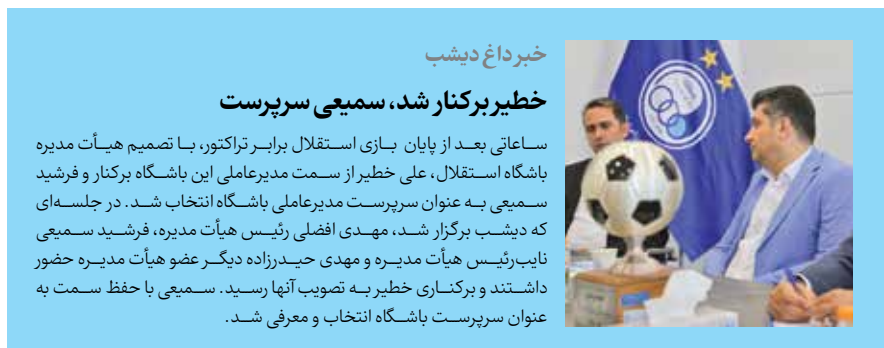 خبر داغ دیشب
خطیر برکنار شد، سمیعی سرپرست
ساعاتی بعد از پایان بازی استقلال برابر تراکتور، با تصمیم هیأت مدیره
باشگاه استقلال، علی خطیر از سمت مدیرعاملی این باشگاه برکنار و فرشید
سمیعی به عنوان سرپرست مدیرعاملی باشگاه انتخاب شد. در جلسه‌ای
که دیشب برگزار شد، مهدی افضلی رئیس هیأت مدیره، فرشید سمیعی
نایب‌رئیس هیأت مدیره و مهدی حیدرزاده دیگر عضو هیأت مدیره حضور
داشتند و برکناری خطیر به تصویب آنها رسید. سمیعی با حفظ سمت به
عنوان سرپرست باشگاه انتخاب و معرفی شد.